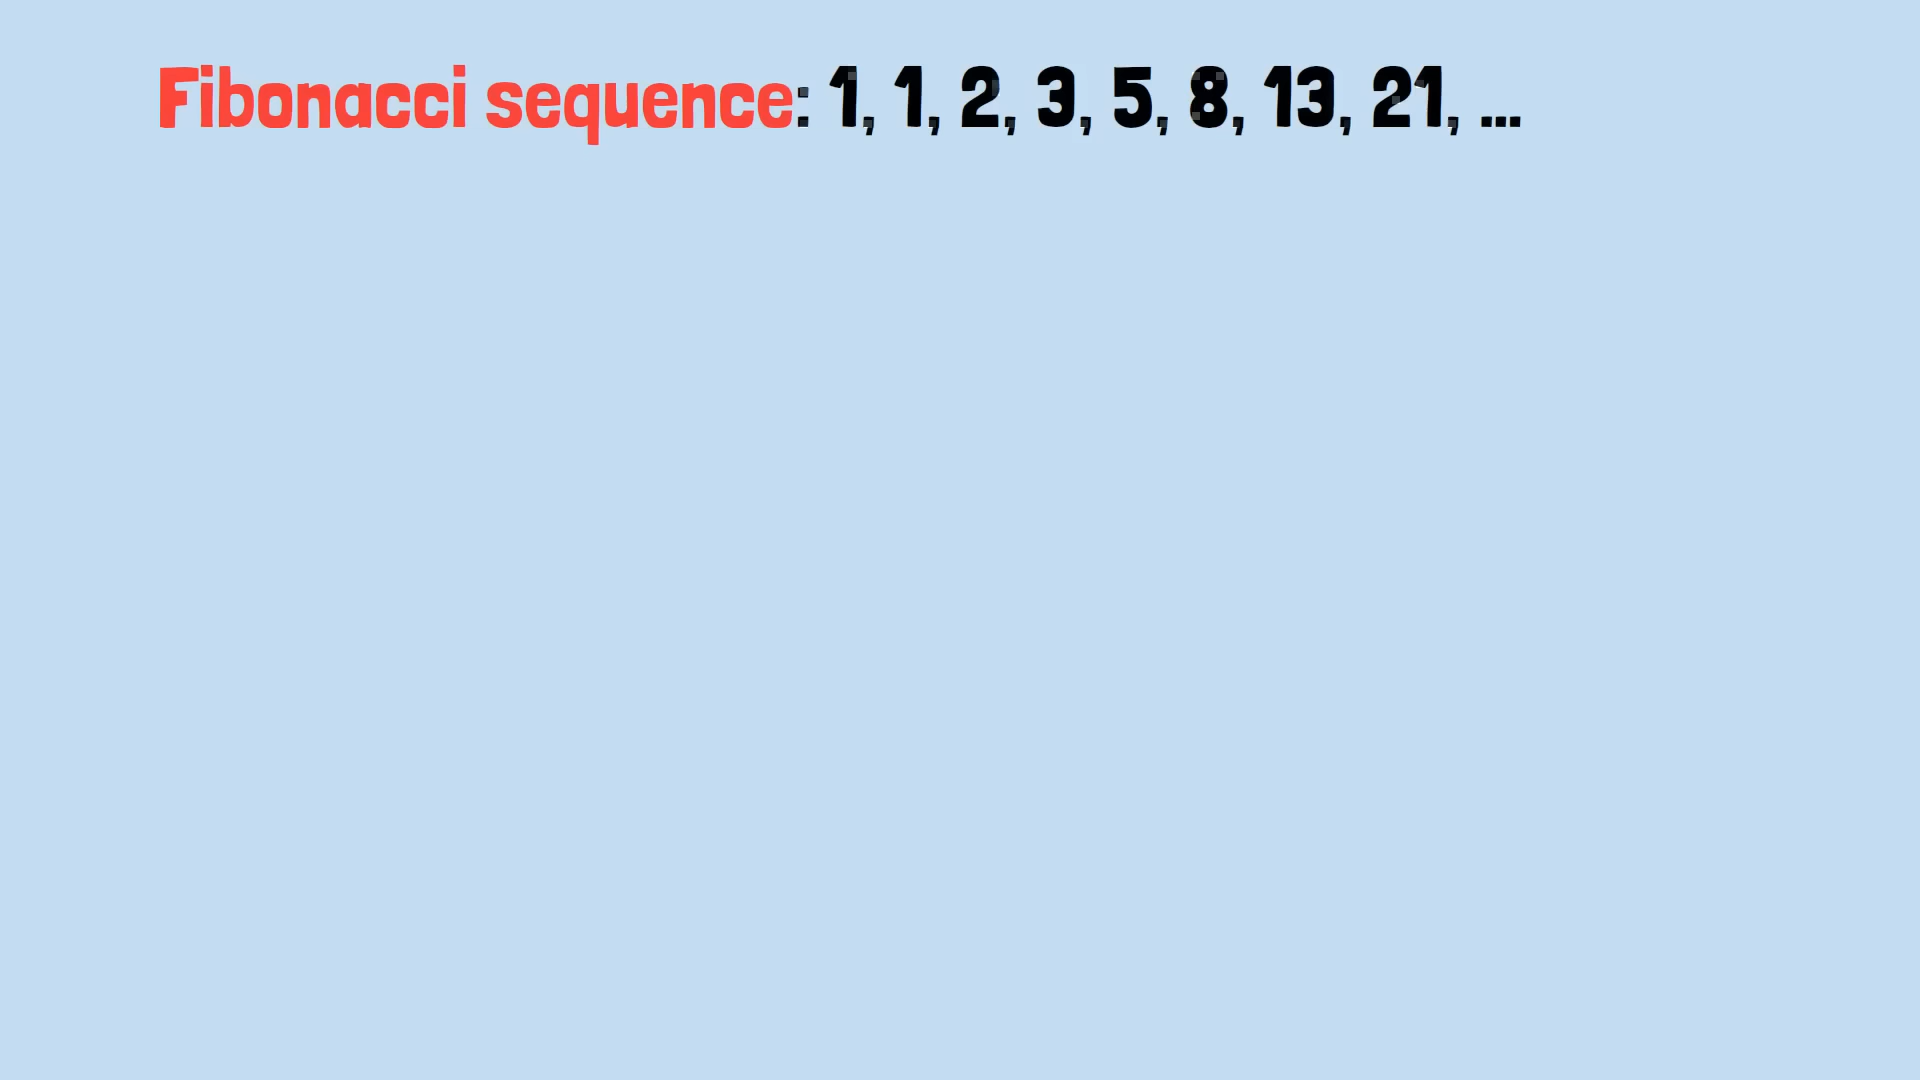 Fibonacci sequence: 1, 1, 2, 3, 5, 8, 13, 21, ...